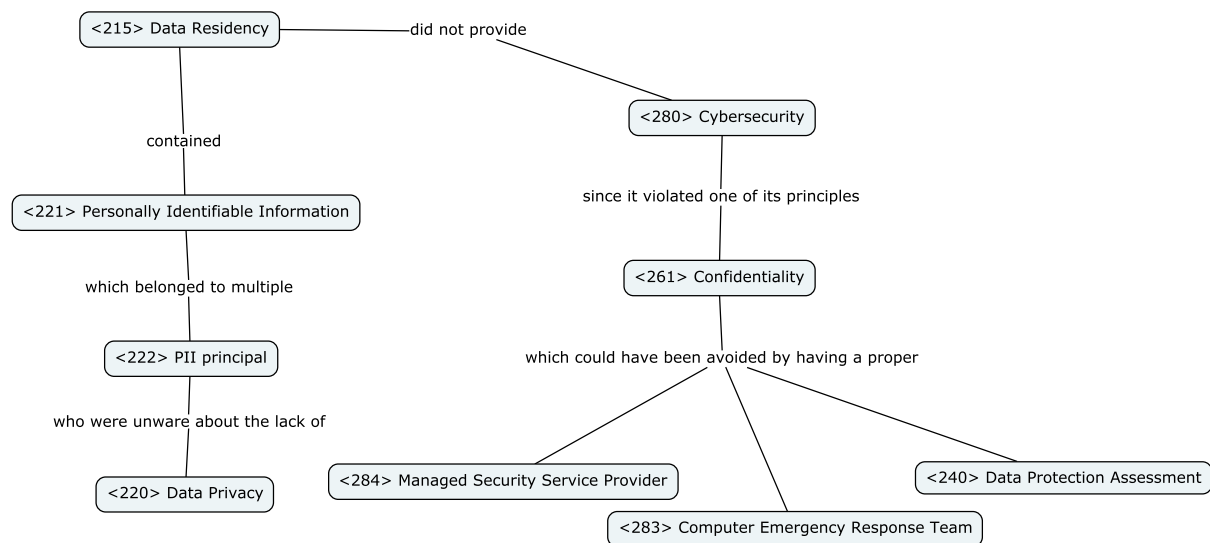 <215> Data Residency
did not provide
<280> Cybersecurity
contained
since it violated one of its principles
<221> Personally Identifiable Information
<261> Confidentiality
which belonged to multiple
<222> PII principal
which could have been avoided by having a proper
who were unware about the lack of
<284> Managed Security Service Provider
<240> Data Protection Assessment
<220> Data Privacy
<283> Computer Emergency Response Team